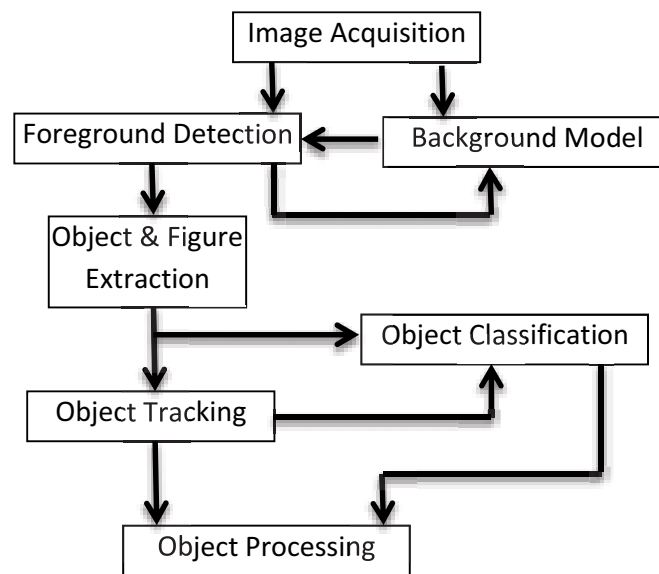 Image Acquisition
Foreground Detection
Background Model
Object & Figure
Extraction
Object Classification
Object Tracking
Object Processing